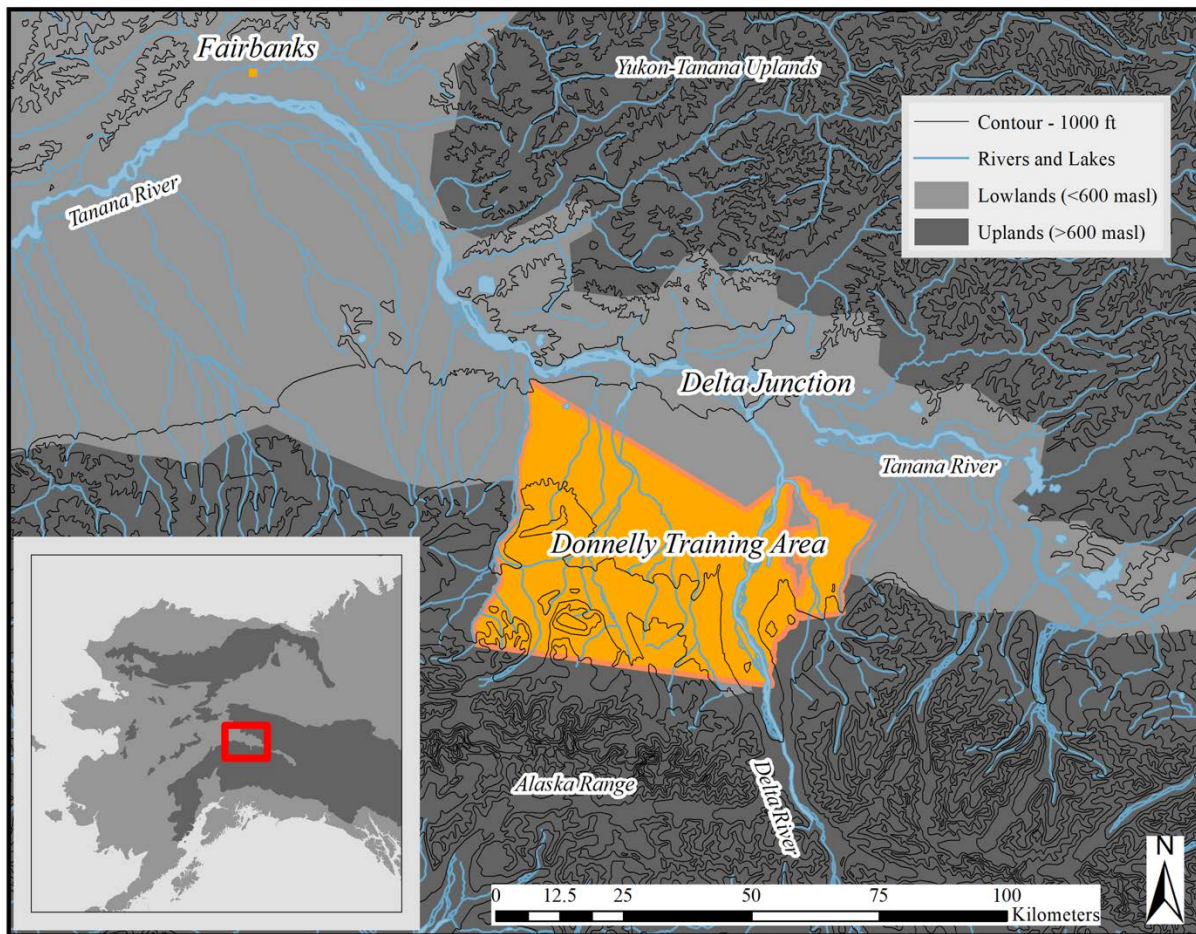 Fairbanks
Yukon-Tanana Uplands
Contour - 1000 ft
Rivers and Lakes
Lowlands (<600 masl)
Uplands (>600 masl)
Tanana River
Delta Junction
Tanana River
Donnelly Training Area
Alaska Range
Delta River
N
0 12.5 25 50 75 100
Kilometers